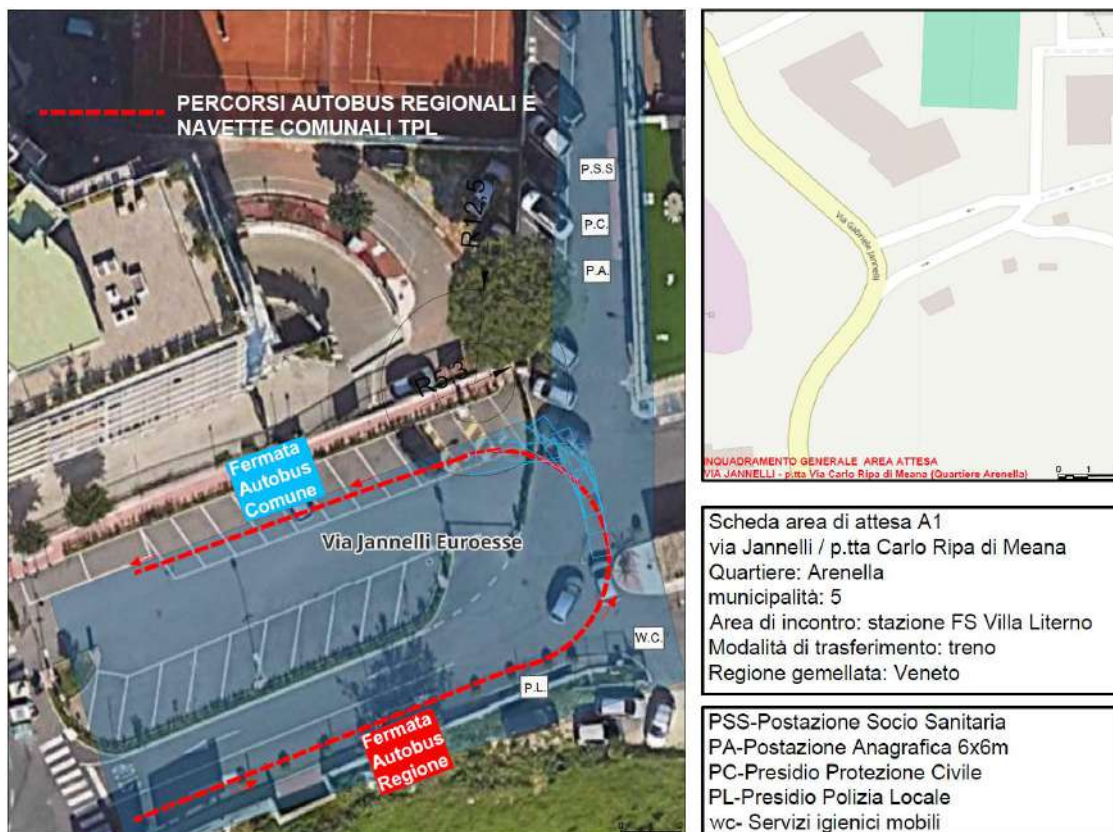 PERCORSI AUTOBUS REGIONALI E
NAVETTE COMUNALI TPL
P.S.S
P.C.
P.A.
R12,5
R5,3
Fermata
Autobus
Comune
Via Jannelli Euroesse
W.C.
P.L.
Fermata
Autobus
Regione
Via Gabriele Jannelli
INQUADRAMENTO GENERALE AREA ATTESA
VIA JANNELLI - p.tta Via Carlo Ripa di Meana (Quartiere Arenella)
0 1
Scheda area di attesa A1
via Jannelli / p.tta Carlo Ripa di Meana
Quartiere: Arenella
municipalità: 5
Area di incontro: stazione FS Villa Literno
Modalità di trasferimento: treno
Regione gemellata: Veneto
PSS-Postazione Socio Sanitaria
PA-Postazione Anagrafica 6x6m
PC-Presidio Protezione Civile
PL-Presidio Polizia Locale
wc- Servizi igienici mobili